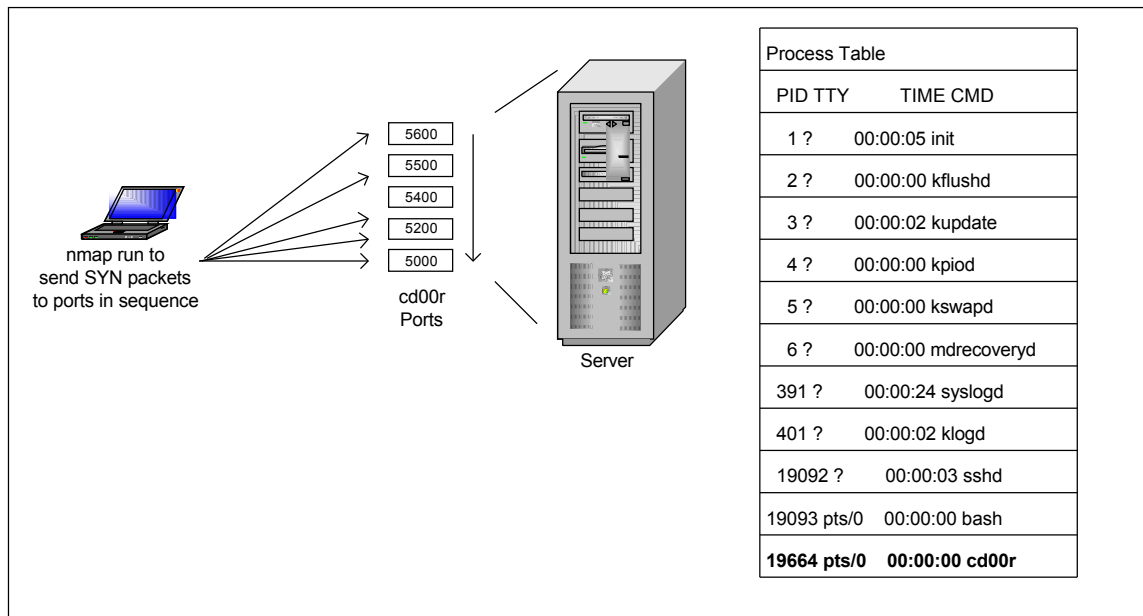 nmap run to
send SYN packets
to ports in sequence
5600
5500
5400
5200
5000
cd00r
Ports
Server
Process Table
PID TTY TIME CMD
1 ? 00:00:05 init
2 ? 00:00:00 kflushd
3 ? 00:00:02 kupdate
4 ? 00:00:00 kpiod
5 ? 00:00:00 kswapd
6 ? 00:00:00 mdrecoveryd
391 ? 00:00:24 syslogd
401 ? 00:00:02 klogd
19092 ? 00:00:03 sshd
19093 pts/0 00:00:00 bash
19664 pts/0 00:00:00 cd00r